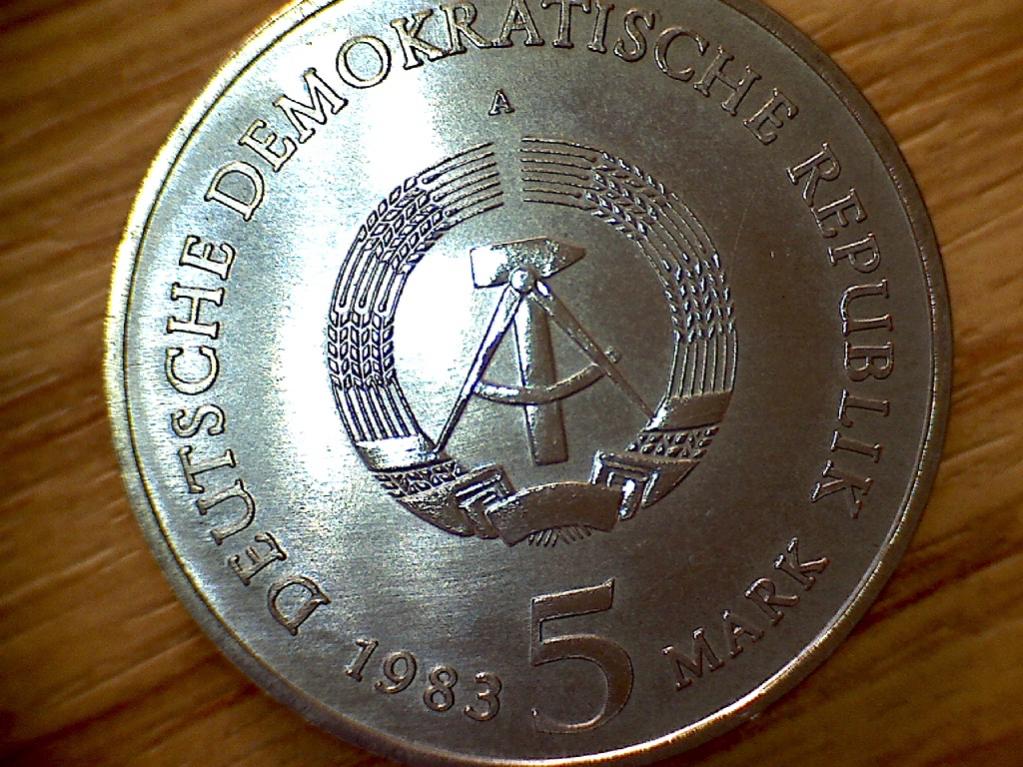 DEUTSCHE DEMOKRATISCHE REPUBLIK
A
1983 5 MARK